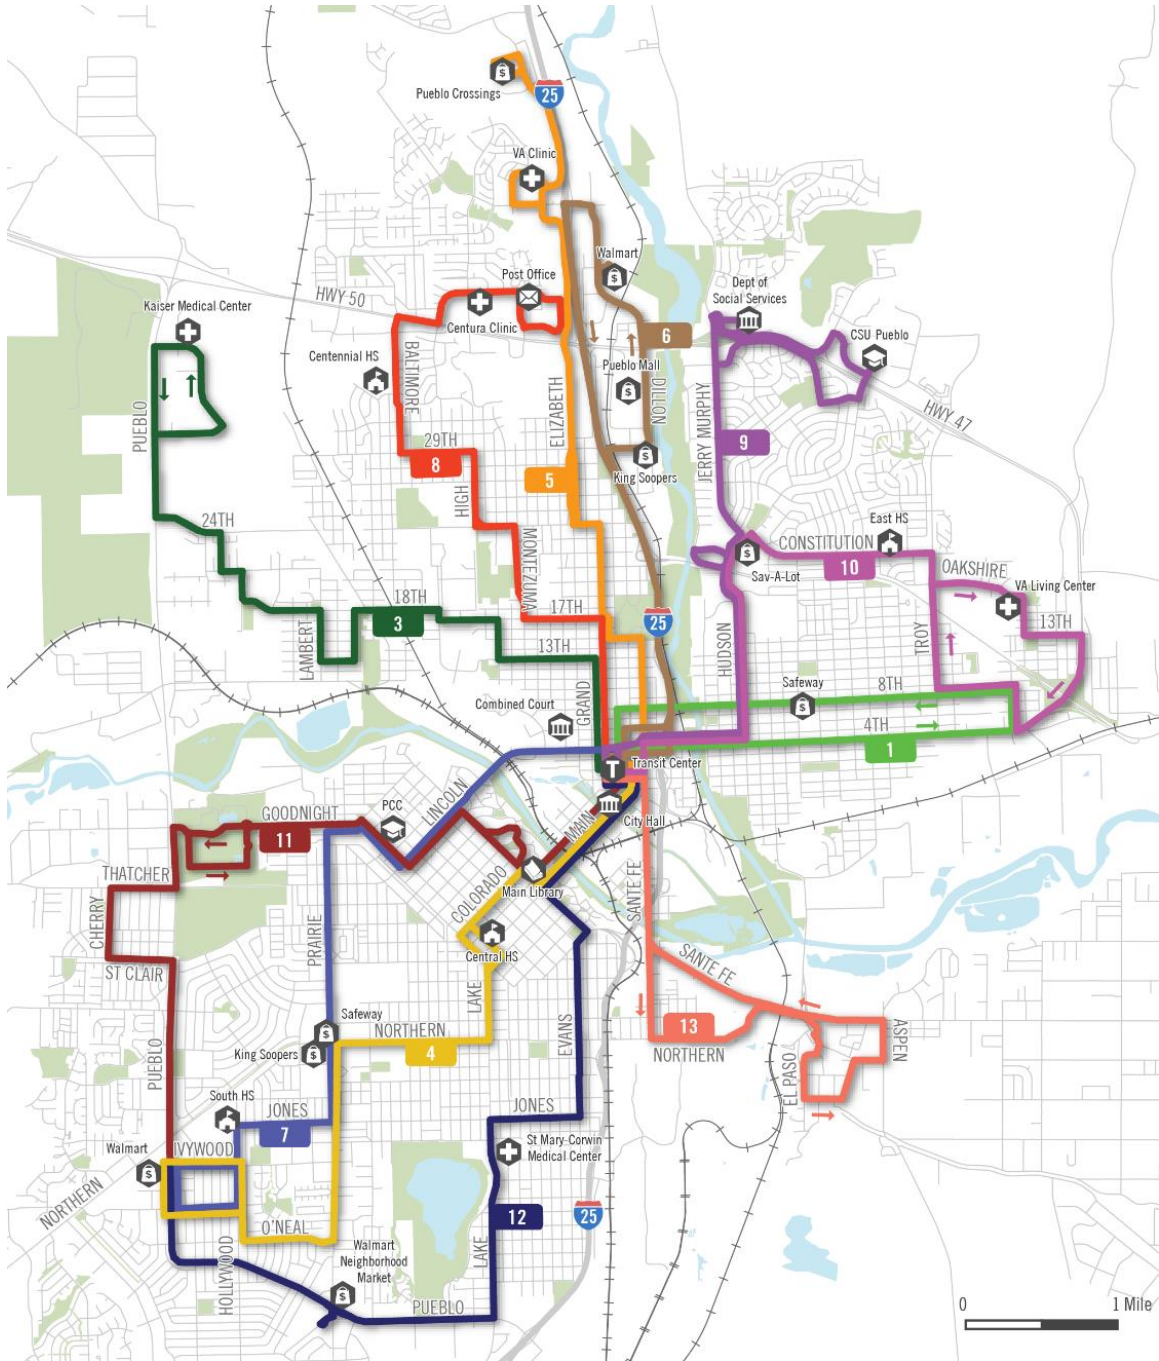 Pueblo Crossings
25
VA Clinic
Walmart
Post Office
Dept of
Social Services
HWY 50
Kaiser Medical Center
Centura Clinic
CSU Pueblo
6
Centennial HS
BALTIMORE
Pueblo Mall
DILLON
ELIZABETH
JERRY MURPHY
HWY 47
PUEBLO
29TH
8
9
5
King Soopers
HIGH
24TH
MONTEZUMA
East HS
CONSTITUTION
10
OAKSHIRE
Sav-A-Lot
VA Living Center
18TH
3
17TH
25
13TH
LAMBERT
13TH
HUDSON
TROY
Safeway
8TH
GRAND
Combined Court
4TH
1
T
Transit Center
LINCOLN
PCC
GOODNIGHT
11
MAIN
City Hall
THATCHER
COLORADO
Main Library
SANTE FE
CHERRY
PRAIRIE
Central HS
ST CLAIR
SANTE FE
LAKE
Safeway
NORTHERN
4
EVANS
13
NORTHERN
ASPEN
King Soopers
PUEBLO
EL PASO
South HS
JONES
7
JONES
Walmart
IVYWOOD
St Mary-Corwin
Medical Center
NORTHERN
12
25
O'NEAL
HOLLYWOOD
Walmart
Neighborhood
Market
LAKE
PUEBLO
0
1 Mile